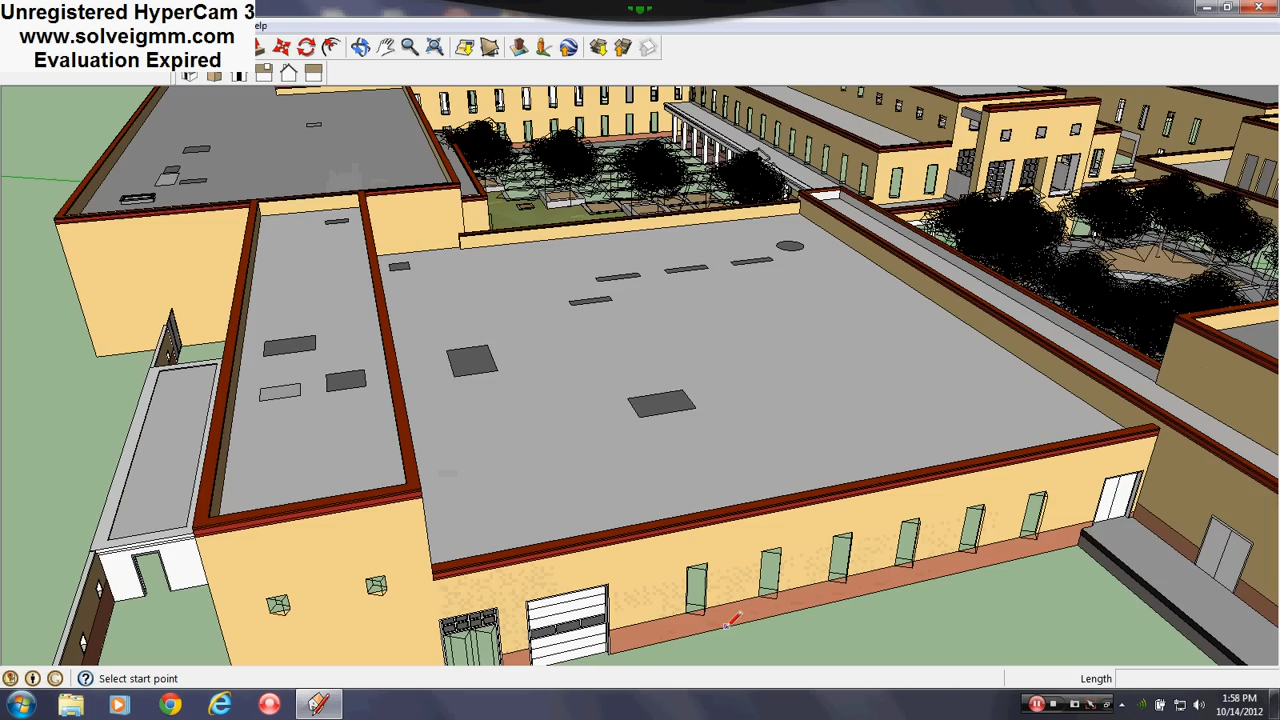 Unregistered HyperCam 3
www.solveigmm.com
Evaluation Expired
elp
Select start point
Length
1:58 PM
10/14/2012